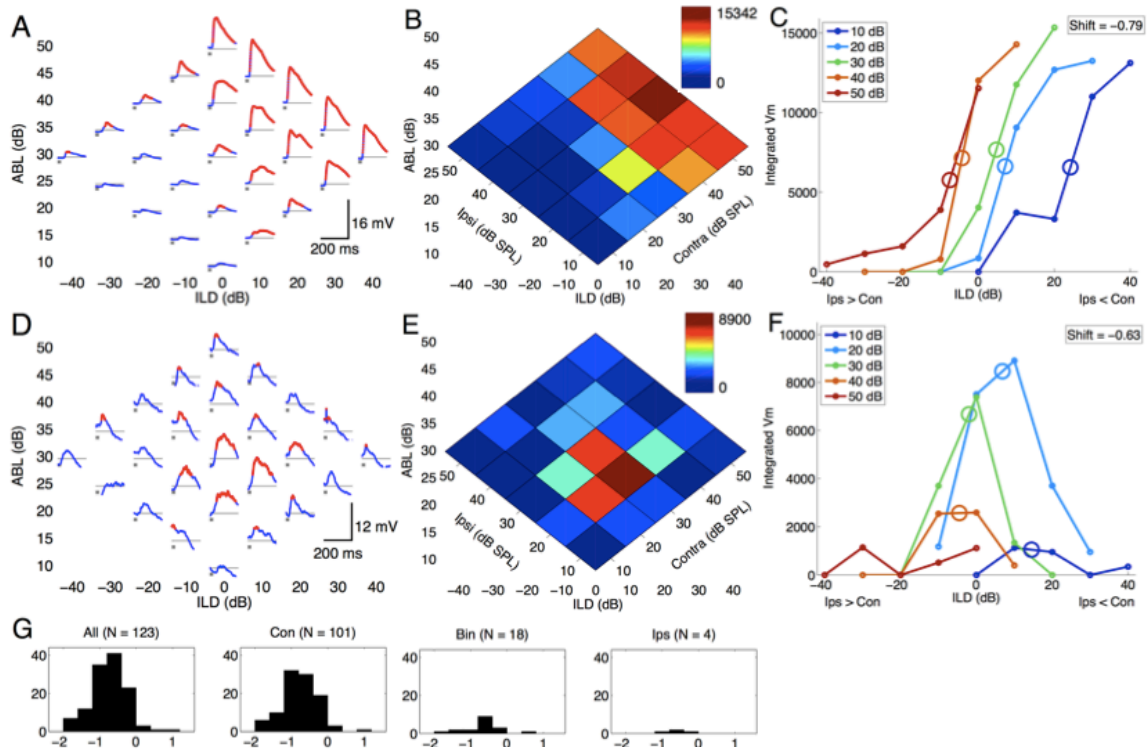 A
ABL (dB)
50
45
40
35
30
25
20
15
10
−40 −30 −20 −10 0 10 20 30 40
ILD (dB)
16 mV
200 ms
B
15342
0
ABL (dB)
50
45
40
35
30
25
20
15
10
50
40
30
20
10
Ipsi (dB SPL)
10
20
30
40
50
Contra (dB SPL)
−40 −30 −20 −10 0 10 20 30 40
ILD (dB)
C
Shift = −0.79
10 dB
20 dB
30 dB
40 dB
50 dB
Integrated Vm
15000
10000
5000
0
−40 −20 0 20 40
Ips > Con ILD (dB) Ips < Con
D
ABL (dB)
50
45
40
35
30
25
20
15
10
−40 −30 −20 −10 0 10 20 30 40
ILD (dB)
12 mV
200 ms
E
8900
0
ABL (dB)
50
45
40
35
30
25
20
15
10
50
40
30
20
10
Ipsi (dB SPL)
10
20
30
40
50
Contra (dB SPL)
−40 −30 −20 −10 0 10 20 30 40
ILD (dB)
F
Shift = −0.63
10 dB
20 dB
30 dB
40 dB
50 dB
Integrated Vm
10000
8000
6000
4000
2000
0
−40 −20 0 20 40
Ips > Con ILD (dB) Ips < Con
G
All (N = 123)
40
20
0
−2 −1 0 1
Con (N = 101)
40
20
0
−2 −1 0 1
Bin (N = 18)
40
20
0
−2 −1 0 1
Ips (N = 4)
40
20
0
−2 −1 0 1